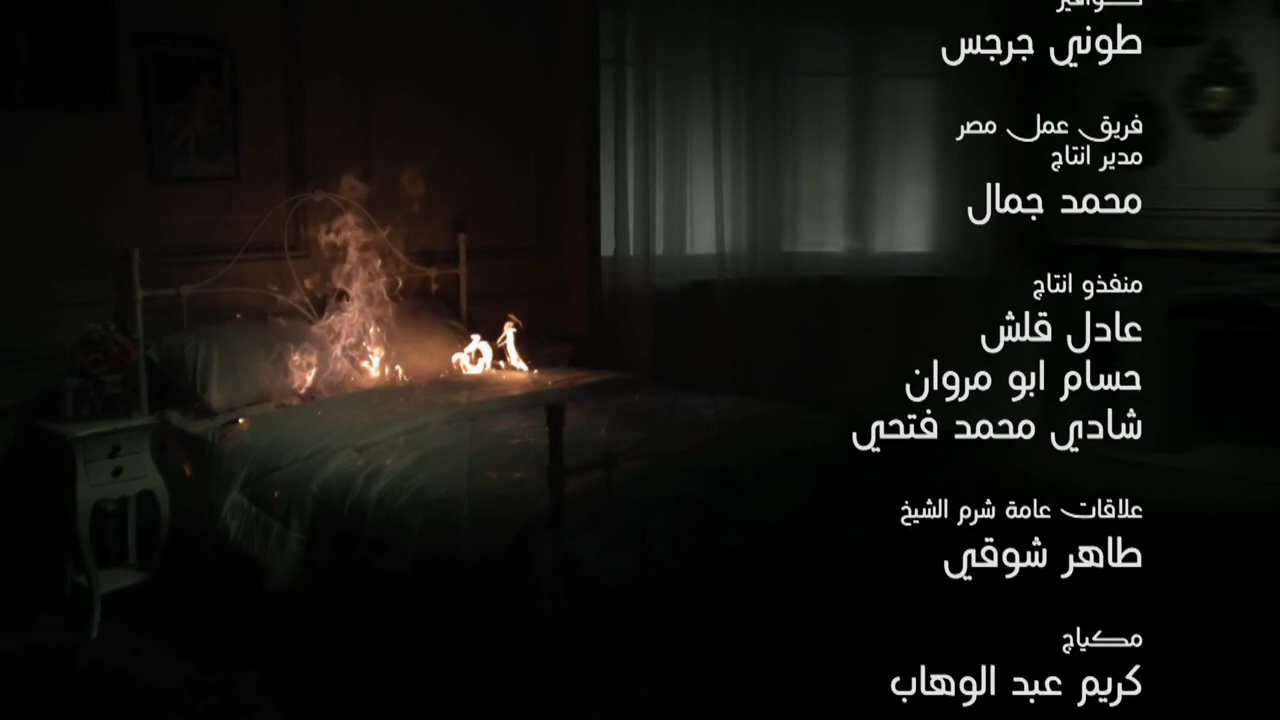 طوني جرجس
فريق عمل مصر
مدير انتاج
محمد جمال
منفذو انتاج
عادل قلش
حسام ابو مروان
شادي محمد فتحي
علاقات عامة شرم الشيخ
طاهر شوقي
مكياج
كريم عبد الوهاب